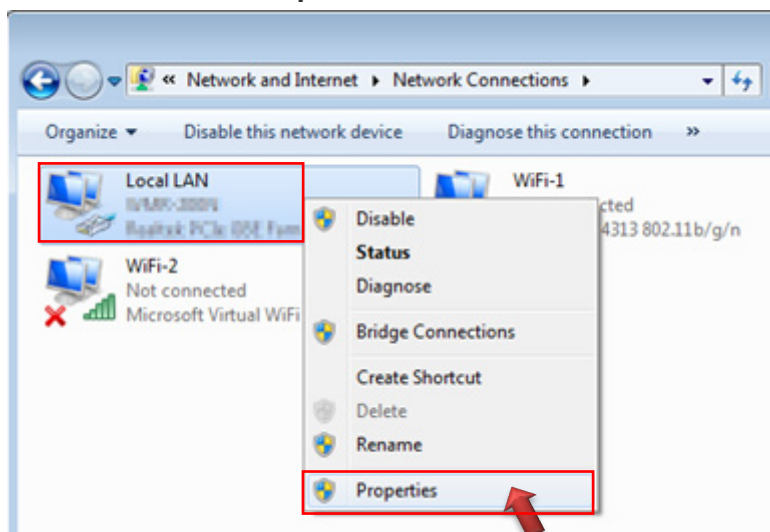 « Network and Internet ▸ Network Connections ▸
Organize ▾ Disable this network device Diagnose this connection »
Local LAN
WiFi-1
cted
4313 802.11b/g/n
WiFi-2
Not connected
Microsoft Virtual WiFi
Disable
Status
Diagnose
Bridge Connections
Create Shortcut
Delete
Rename
Properties